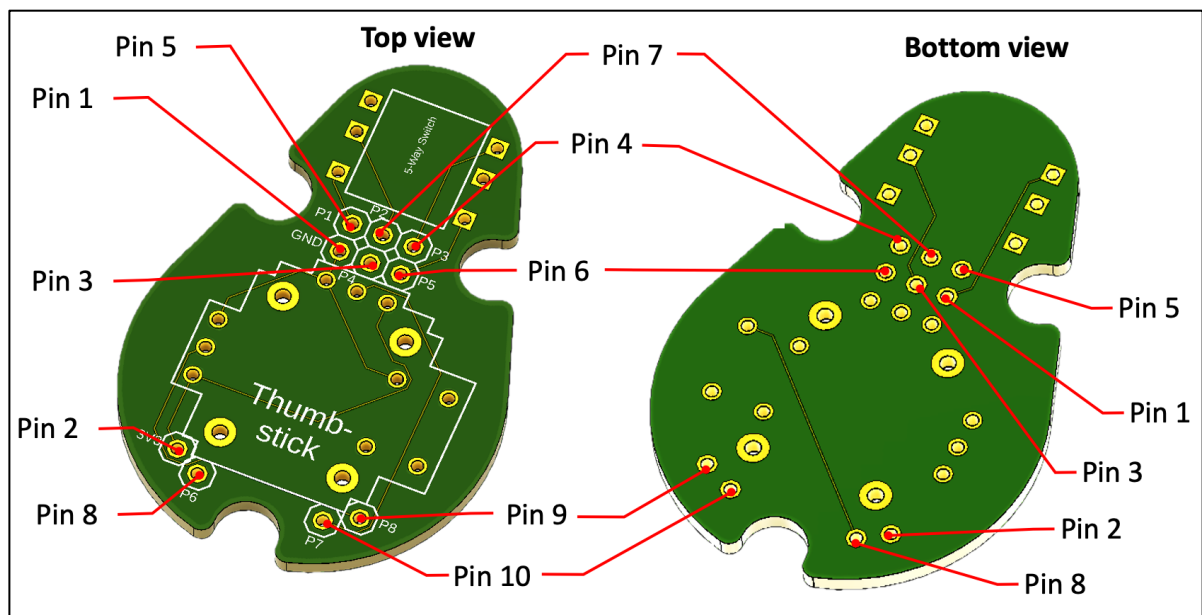 Top view
Bottom view
Pin 5
Pin 7
Pin 1
Pin 4
5-Way Switch
P1
P2
GND
P3
Pin 3
P5
Pin 6
Pin 5
Thumb-
stick
Pin 2
Pin 1
P6
Pin 3
Pin 8
P8
Pin 9
P7
Pin 2
Pin 10
Pin 8